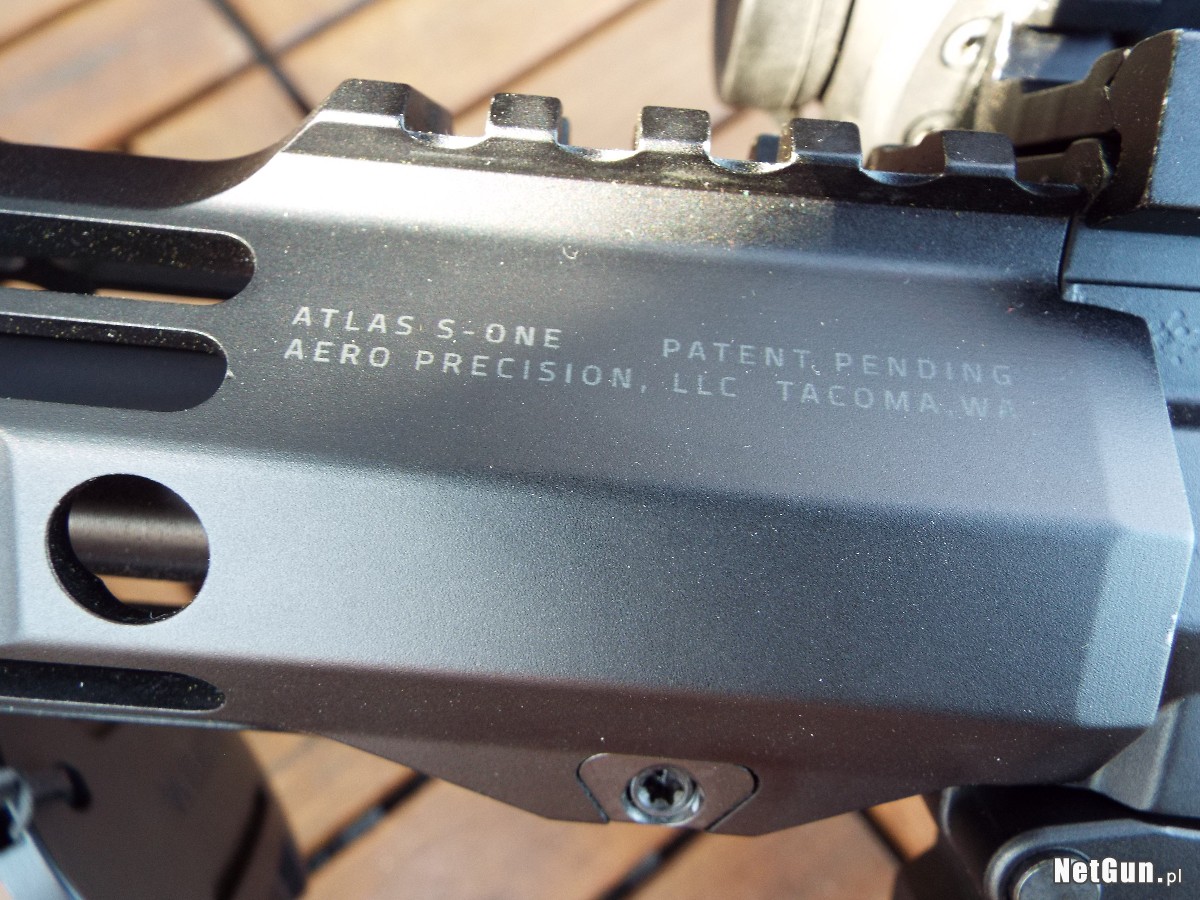 ATLAS S-ONE PATENT PENDING
AERO PRECISION, LLC TACOMA, WA
NetGun.pl